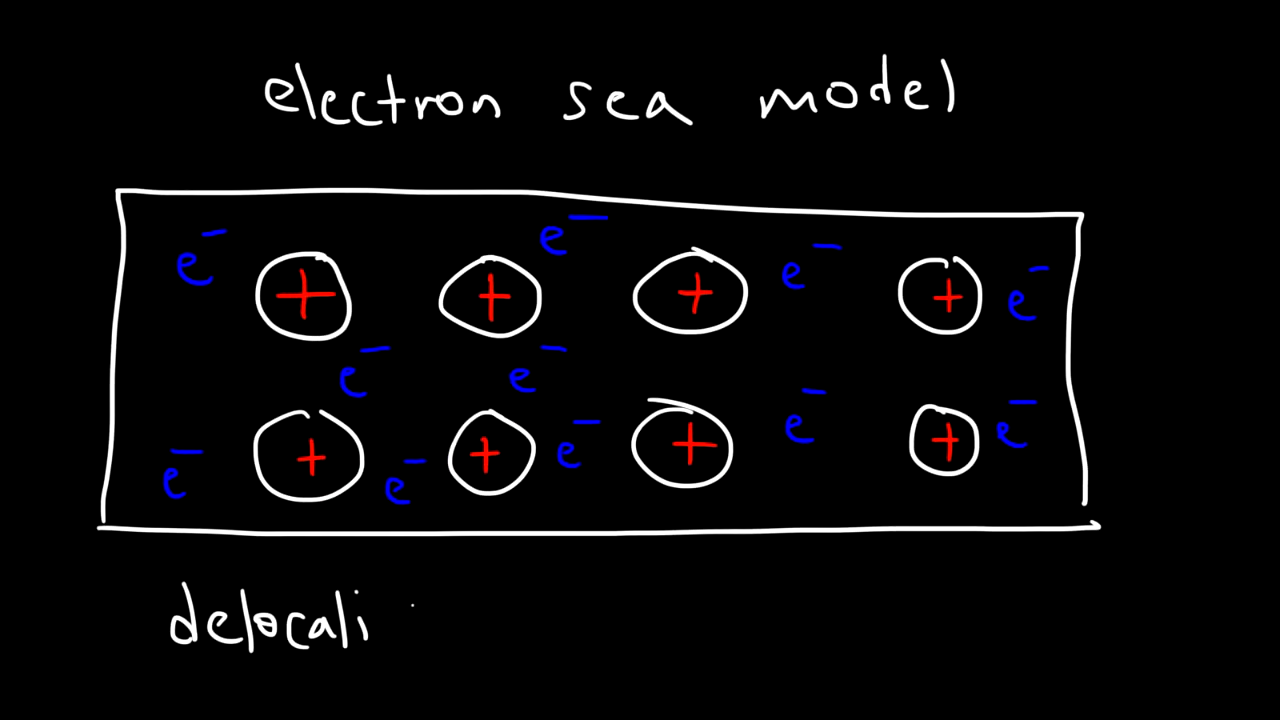 electron sea model
e⁻ + + e⁻ + e⁻ + e⁻
e⁻ e⁻
e⁻ + e⁻ + e⁻ + e⁻ + e⁻
delocali